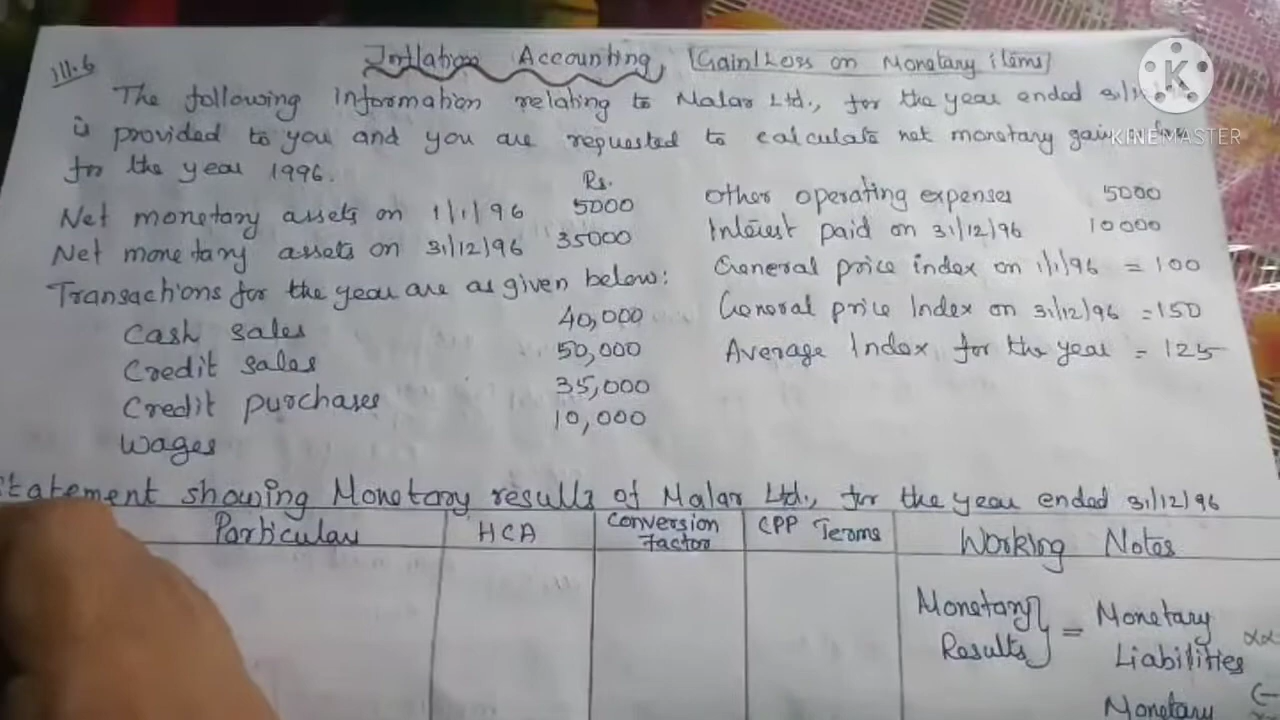 Ill.6
Inflation Accounting, Gain/Loss on Monetary items
The following information relating to Malar Ltd., for the year ended
is provided to you and you are requested to calculate net monetary gain
for the year 1996.
Rs.
Net monetary assets on 1/1/96 5000
Net monetary assets on 31/12/96 35000
Transactions for the year are as given below:
Cash sales 40,000
Credit sales 50,000
Credit purchases 35,000
Wages 10,000
Other operating expenses 5000
Interest paid on 31/12/96 10000
General price index on 1/1/96 = 100
General price Index on 31/12/96 = 150
Average Index for the year = 125
K
KINEMASTER
Statement showing Monetary results of Malar Ltd., for the year ended 31/12/96
Particulars HCA Conversion factor CPP Terms Working Notes
Monetary Results } = Monetary Liabilities xx
(-)
Monetary